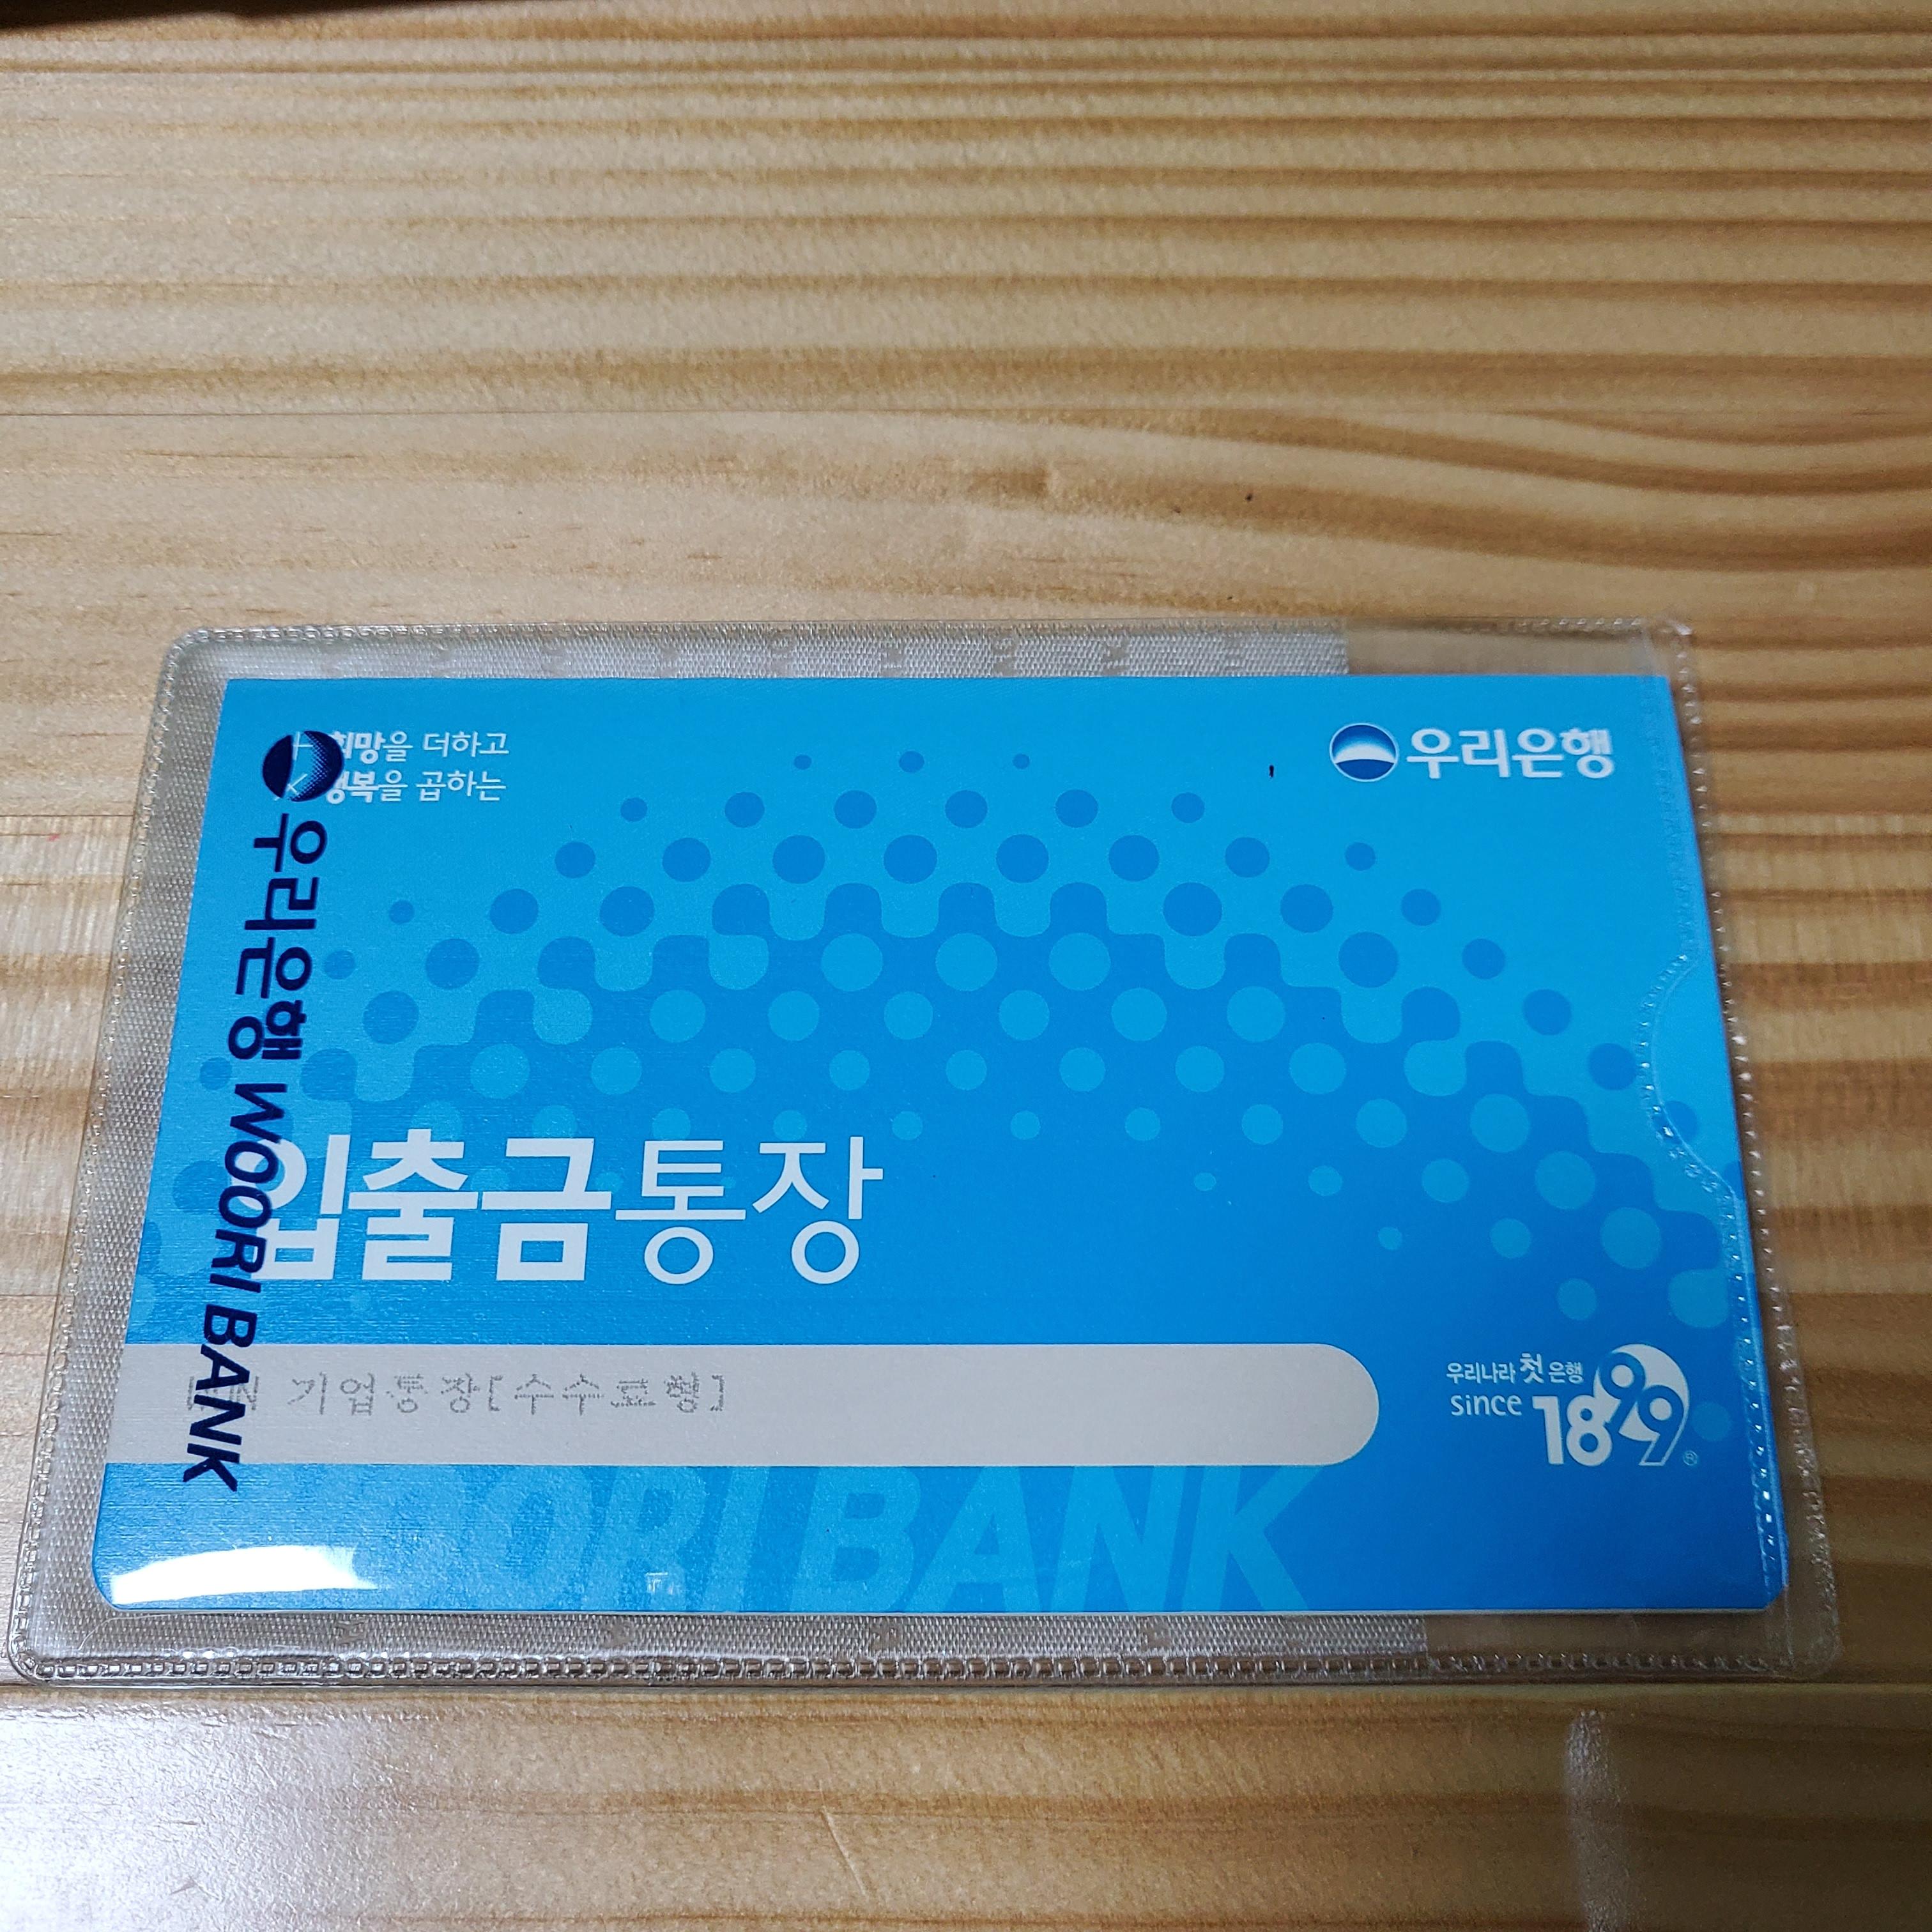 희망을 더하고
행복을 곱하는
우리은행
우리은행 WOORI BANK
입출금통장
기업통장[수수료형]
우리나라 첫 은행
since 1899
ORI BANK